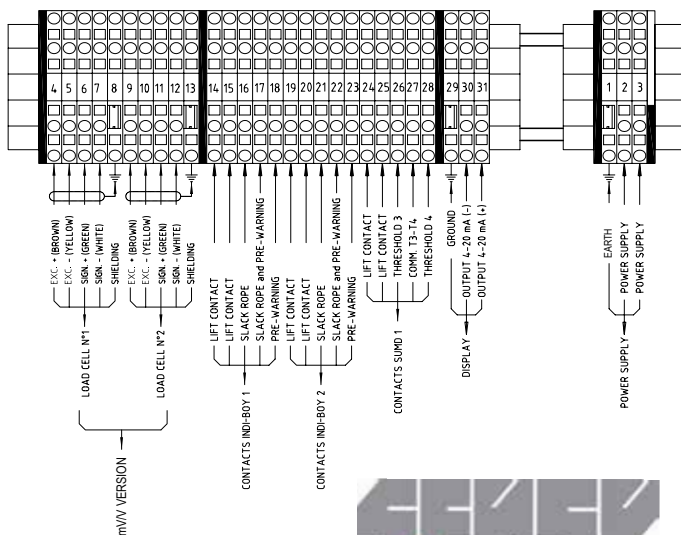 4 5 6 7 8 9 10 11 12 13 14 15 16 17 18 19 20 21 22 23 24 25 26 27 28 29 30 31 1 2 3
EXC. + (BROWN)
EXC. - (YELLOW)
SIGN. + (GREEN)
SIGN. - (WHITE)
SHIELDING
EXC. + (BROWN)
EXC. - (YELLOW)
SIGN. + (GREEN)
SIGN. - (WHITE)
SHIELDING
LIFT CONTACT
LIFT CONTACT
SLACK ROPE
SLACK ROPE and PRE-WARNING
PRE-WARNING
LIFT CONTACT
LIFT CONTACT
SLACK ROPE
SLACK ROPE and PRE-WARNING
PRE-WARNING
LIFT CONTACT
LIFT CONTACT
THRESHOLD 3
COMM. T3-T4
THRESHOLD 4
GROUND
OUTPUT 4-20 mA (-)
OUTPUT 4-20 mA (+)
EARTH
POWER SUPPLY
POWER SUPPLY
LOAD CELL N°1
LOAD CELL N°2
CONTACTS INDI-BOY 1
CONTACTS INDI-BOY 2
CONTACTS SUMD 1
DISPLAY
POWER SUPPLY
mV/V VERSION